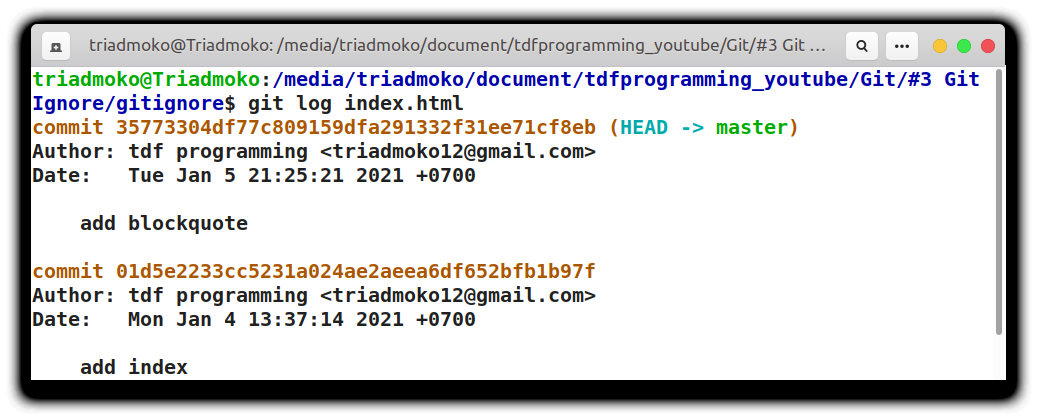 triadmoko@Triadmoko: /media/triadmoko/document/tdfprogramming_youtube/Git/#3 Git ...
triadmoko@Triadmoko:/media/triadmoko/document/tdfprogramming_youtube/Git/#3 Git
Ignore/gitignore$ git log index.html
commit 35773304df77c809159dfa291332f31ee71cf8eb (HEAD -> master)
Author: tdf programming <triadmoko12@gmail.com>
Date:   Tue Jan 5 21:25:21 2021 +0700
    add blockquote
commit 01d5e2233cc5231a024ae2aeea6df652bfb1b97f
Author: tdf programming <triadmoko12@gmail.com>
Date:   Mon Jan 4 13:37:14 2021 +0700
    add index